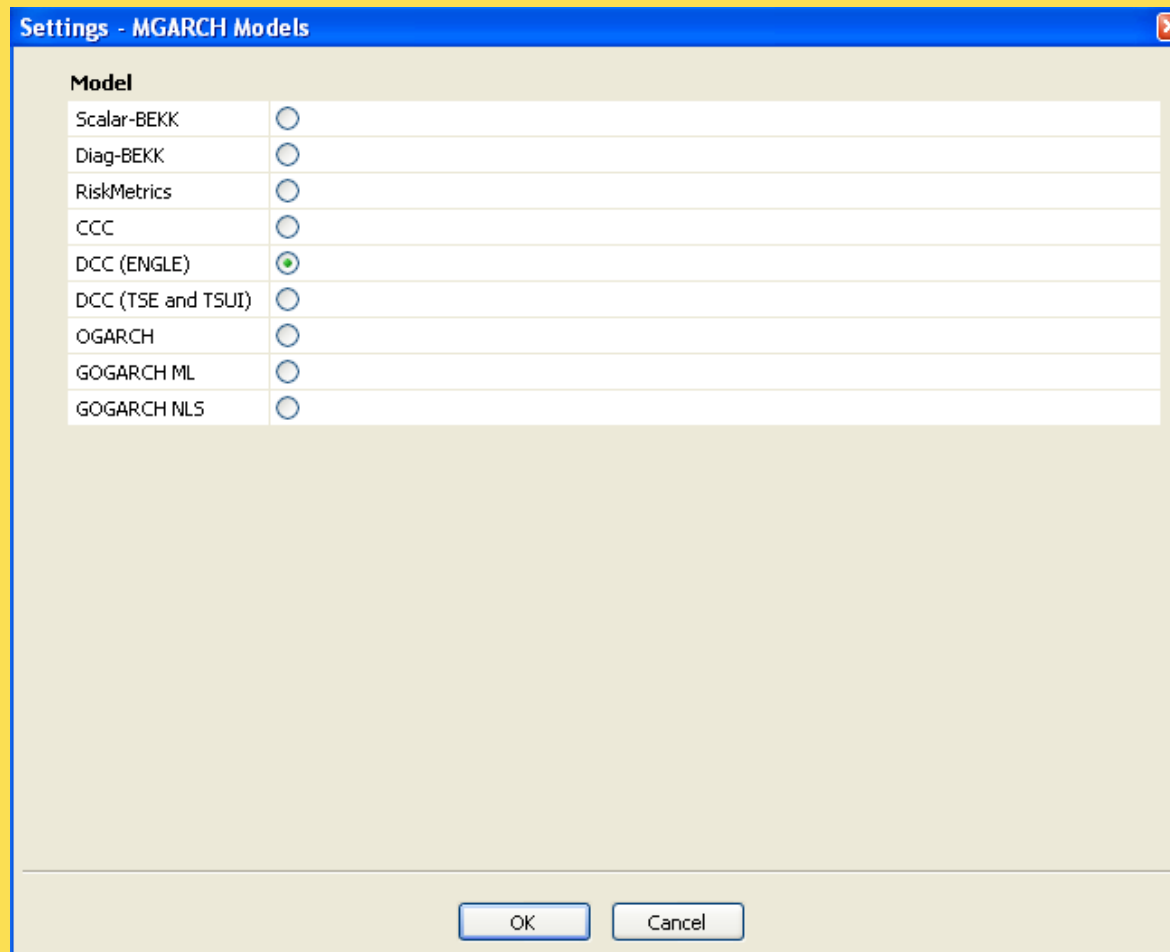 Settings - MGARCH Models
Model
Scalar-BEKK
Diag-BEKK
RiskMetrics
CCC
DCC (ENGLE)
DCC (TSE and TSUI)
OGARCH
GOGARCH ML
GOGARCH NLS
OK Cancel